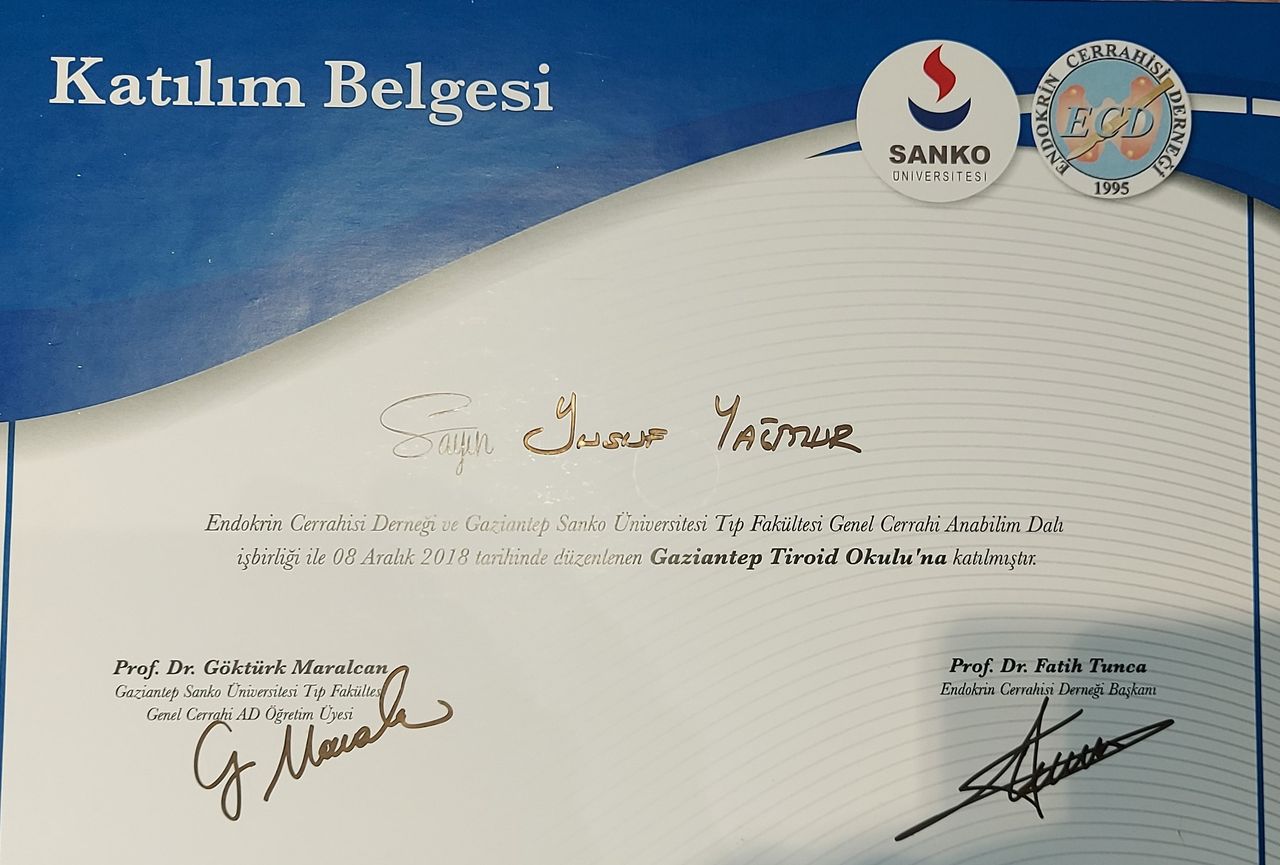 Katılım Belgesi
SANKO
ÜNİVERSİTESİ
ENDOKRİN CERRAHİSİ DERNEĞİ
ECD
1995
Sayın Yusuf YAĞMUR
Endokrin Cerrahisi Derneği ve Gaziantep Sanko Üniversitesi Tıp Fakültesi Genel Cerrahi Anabilim Dalı
işbirliği ile 08 Aralık 2018 tarihinde düzenlenen Gaziantep Tiroid Okulu'na katılmıştır.
Prof. Dr. Göktürk Maralcan
Gaziantep Sanko Üniversitesi Tıp Fakültesi
Genel Cerrahi AD Öğretim Üyesi
G Maral
Prof. Dr. Fatih Tunca
Endokrin Cerrahisi Derneği Başkanı